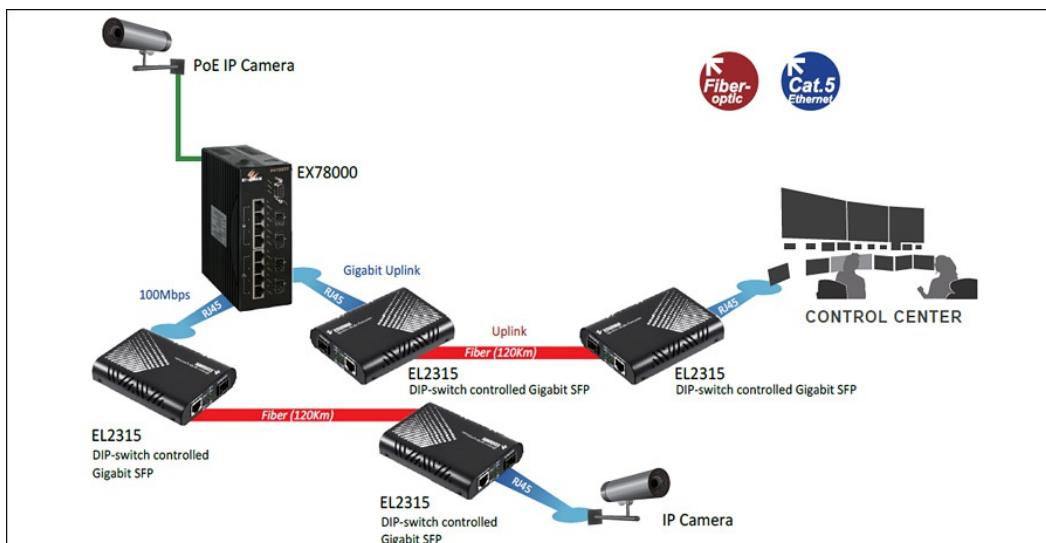 PoE IP Camera
Fiber-
optic
Cat.5
Ethernet
EX78000
Gigabit Uplink
100Mbps
RJ45
RJ45
RJ45
CONTROL CENTER
Uplink
Fiber (120Km)
EL2315
DIP-switch controlled Gigabit SFP
EL2315
DIP-switch controlled Gigabit SFP
Fiber (120Km)
EL2315
DIP-switch controlled
Gigabit SFP
RJ45
EL2315
DIP-switch controlled
Gigabit SFP
IP Camera